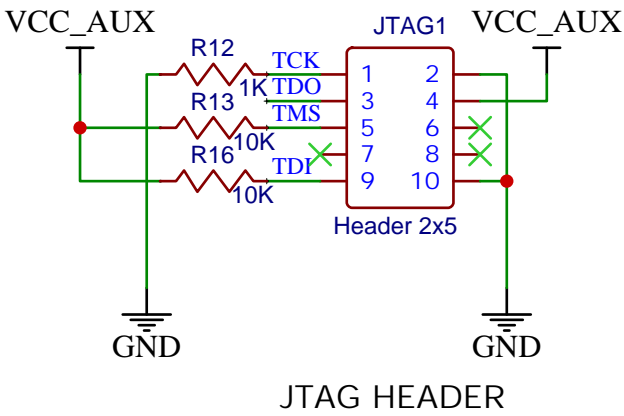 JTAG1
VCC_AUX
VCC_AUX
R12
TCK
1
2
1K
TDO
3
4
R13
TMS
5
6
10K
7
8
R16
TDI
9
10
10K
Header 2x5
GND
GND
JTAG HEADER